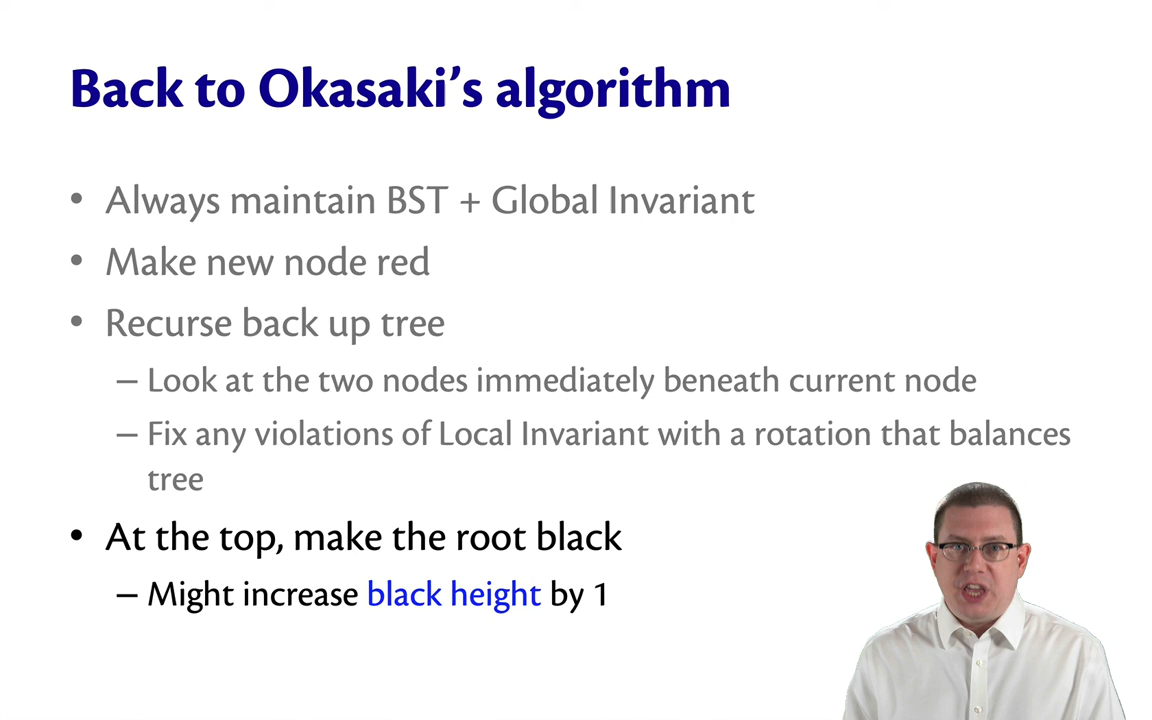 Back to Okasaki's algorithm
• Always maintain BST + Global Invariant
• Make new node red
• Recurse back up tree
– Look at the two nodes immediately beneath current node
– Fix any violations of Local Invariant with a rotation that balances
tree
• At the top, make the root black
– Might increase black height by 1